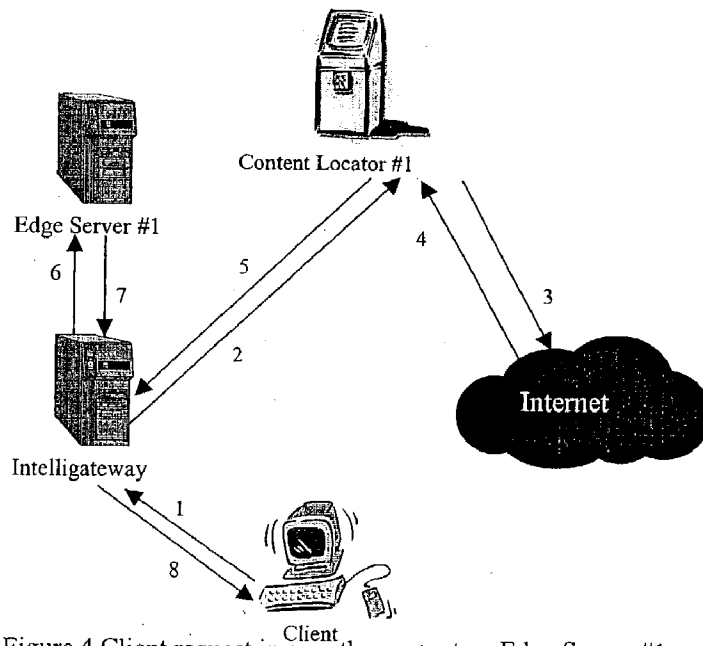 Content Locator #1
Edge Server #1
6
7
5
4
2
3
Internet
Intelligateway
1
8
Client
Figure 4 Client request Edge Server #1